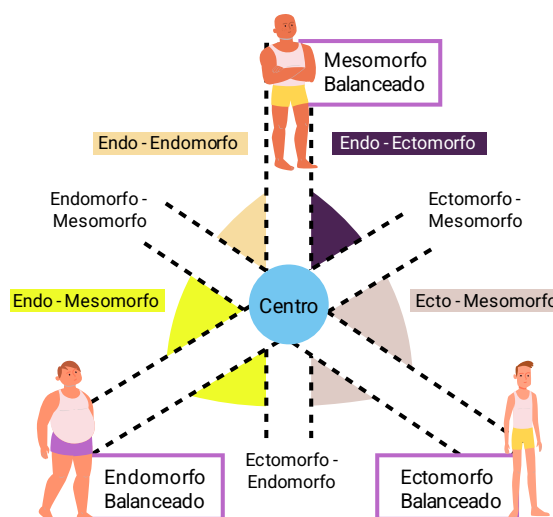 Mesomorfo
Balanceado
Endo - Endomorfo
Endo - Ectomorfo
Endomorfo -
Mesomorfo
Ectomorfo -
Mesomorfo
Endo - Mesomorfo
Centro
Ecto - Mesomorfo
Endomorfo
Balanceado
Ectomorfo -
Endomorfo
Ectomorfo
Balanceado